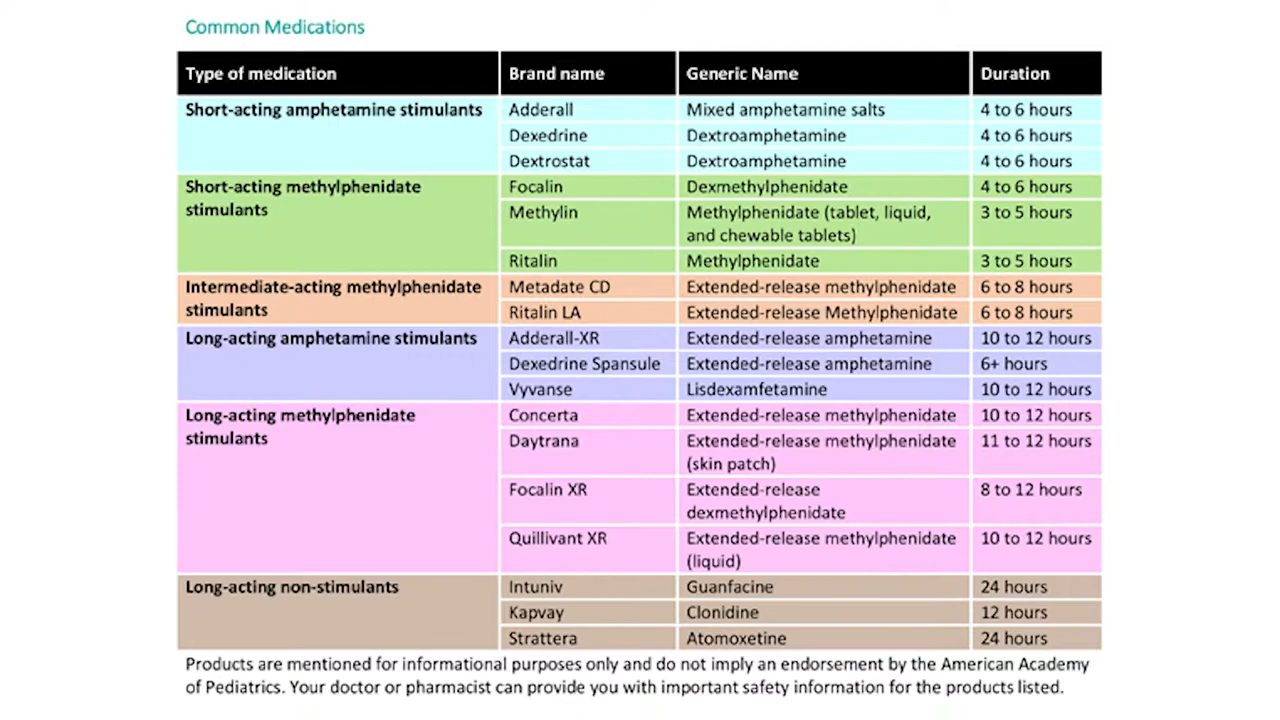 Common Medications
Type of medication Brand name Generic Name Duration
Short-acting amphetamine stimulants Adderall Mixed amphetamine salts 4 to 6 hours
Dexedrine Dextroamphetamine 4 to 6 hours
Dextrostat Dextroamphetamine 4 to 6 hours
Short-acting methylphenidate Focalin Dexmethylphenidate 4 to 6 hours
stimulants Methylin Methylphenidate (tablet, liquid, 3 to 5 hours
and chewable tablets)
Ritalin Methylphenidate 3 to 5 hours
Intermediate-acting methylphenidate Metadate CD Extended-release methylphenidate 6 to 8 hours
stimulants Ritalin LA Extended-release Methylphenidate 6 to 8 hours
Long-acting amphetamine stimulants Adderall-XR Extended-release amphetamine 10 to 12 hours
Dexedrine Spansule Extended-release amphetamine 6+ hours
Vyvanse Lisdexamfetamine 10 to 12 hours
Long-acting methylphenidate Concerta Extended-release methylphenidate 10 to 12 hours
stimulants Daytrana Extended-release methylphenidate 11 to 12 hours
(skin patch)
Focalin XR Extended-release 8 to 12 hours
dexmethylphenidate
Quillivant XR Extended-release methylphenidate 10 to 12 hours
(liquid)
Long-acting non-stimulants Intuniv Guanfacine 24 hours
Kapvay Clonidine 12 hours
Strattera Atomoxetine 24 hours
Products are mentioned for informational purposes only and do not imply an endorsement by the American Academy
of Pediatrics. Your doctor or pharmacist can provide you with important safety information for the products listed.